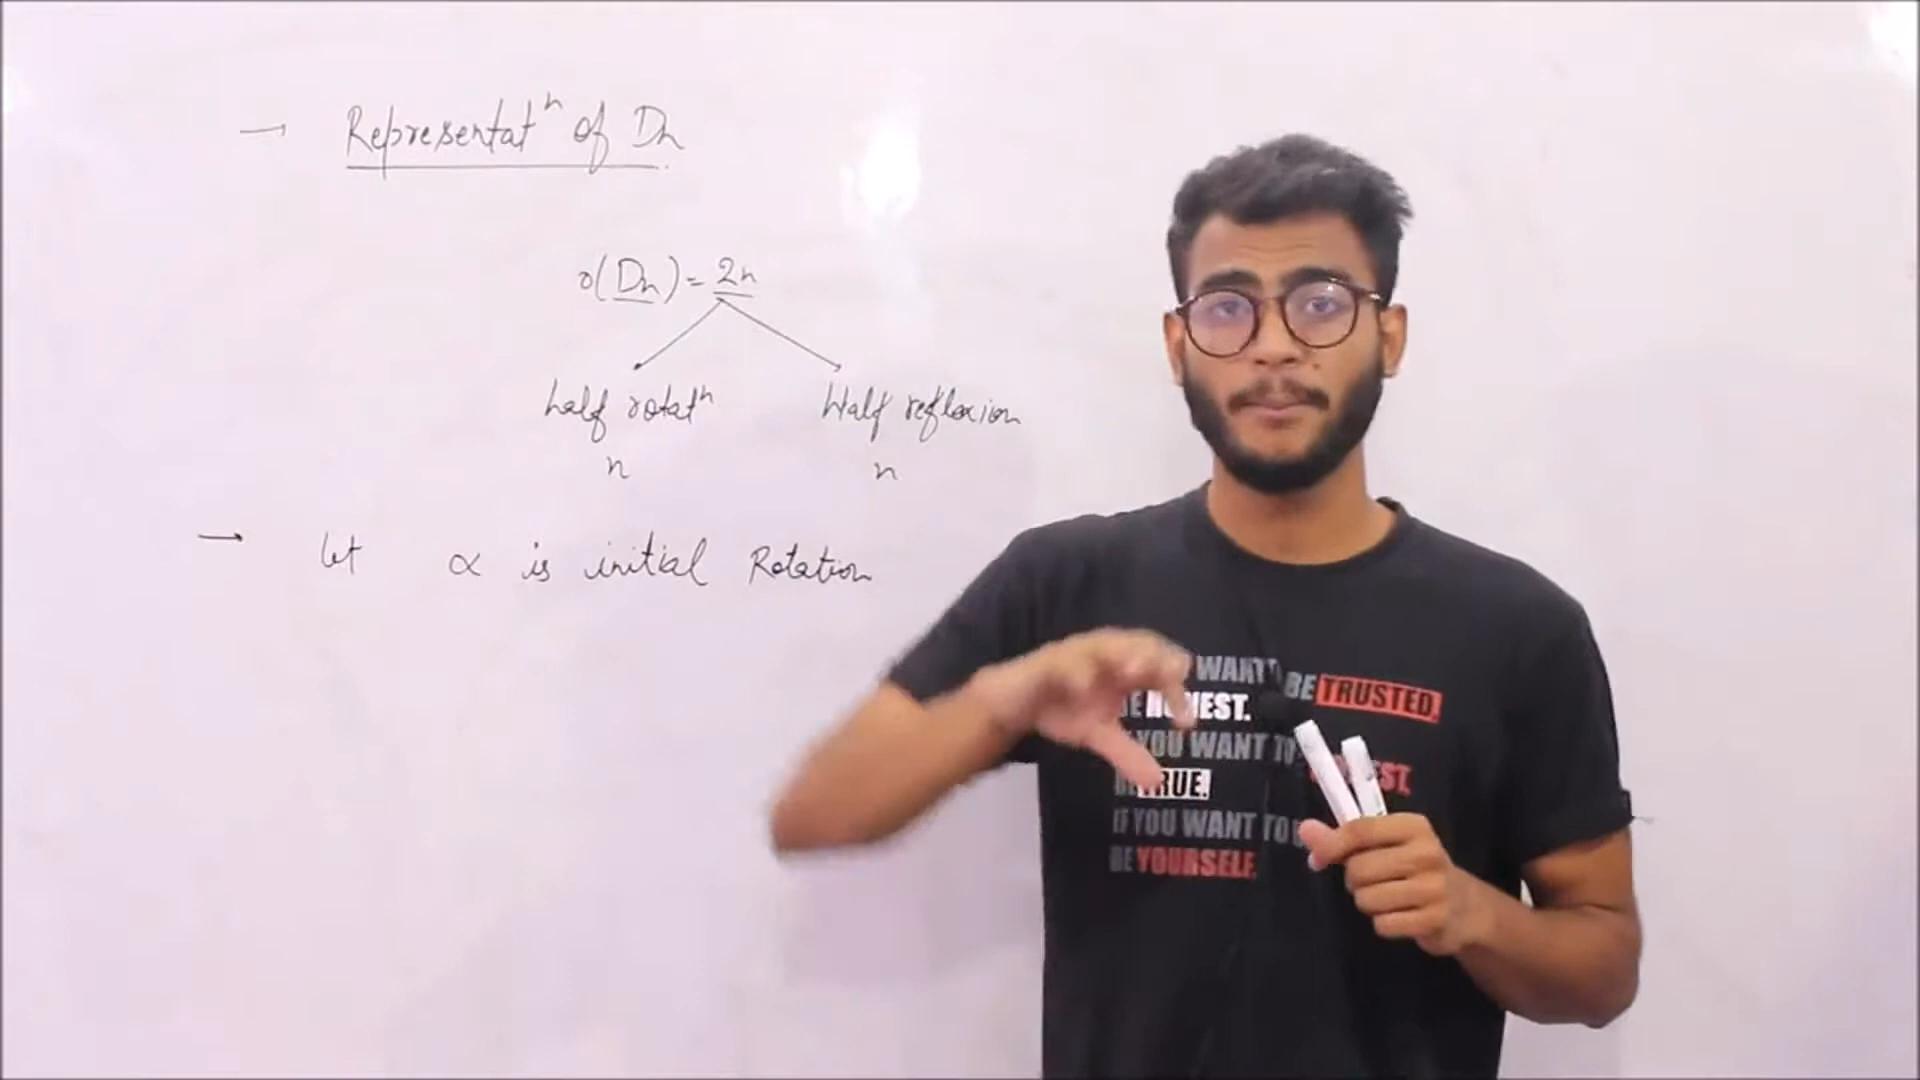 → Representatⁿ of Dn
o(Dn) = 2n
half rotatⁿ Half reflexion
n n
→ let α is initial Rotation
WANT BE TRUSTED.
HONEST.
YOU WANT TO
TRUE.
IF YOU WANT TO
BE YOURSELF.